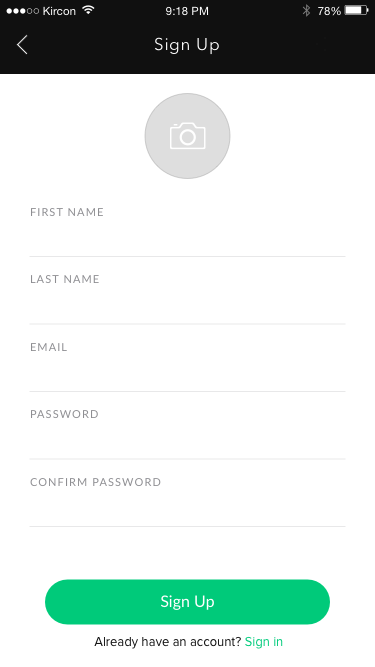 Kircon 9:18 PM 78%
Sign Up
FIRST NAME
LAST NAME
EMAIL
PASSWORD
CONFIRM PASSWORD
Sign Up
Already have an account? Sign in